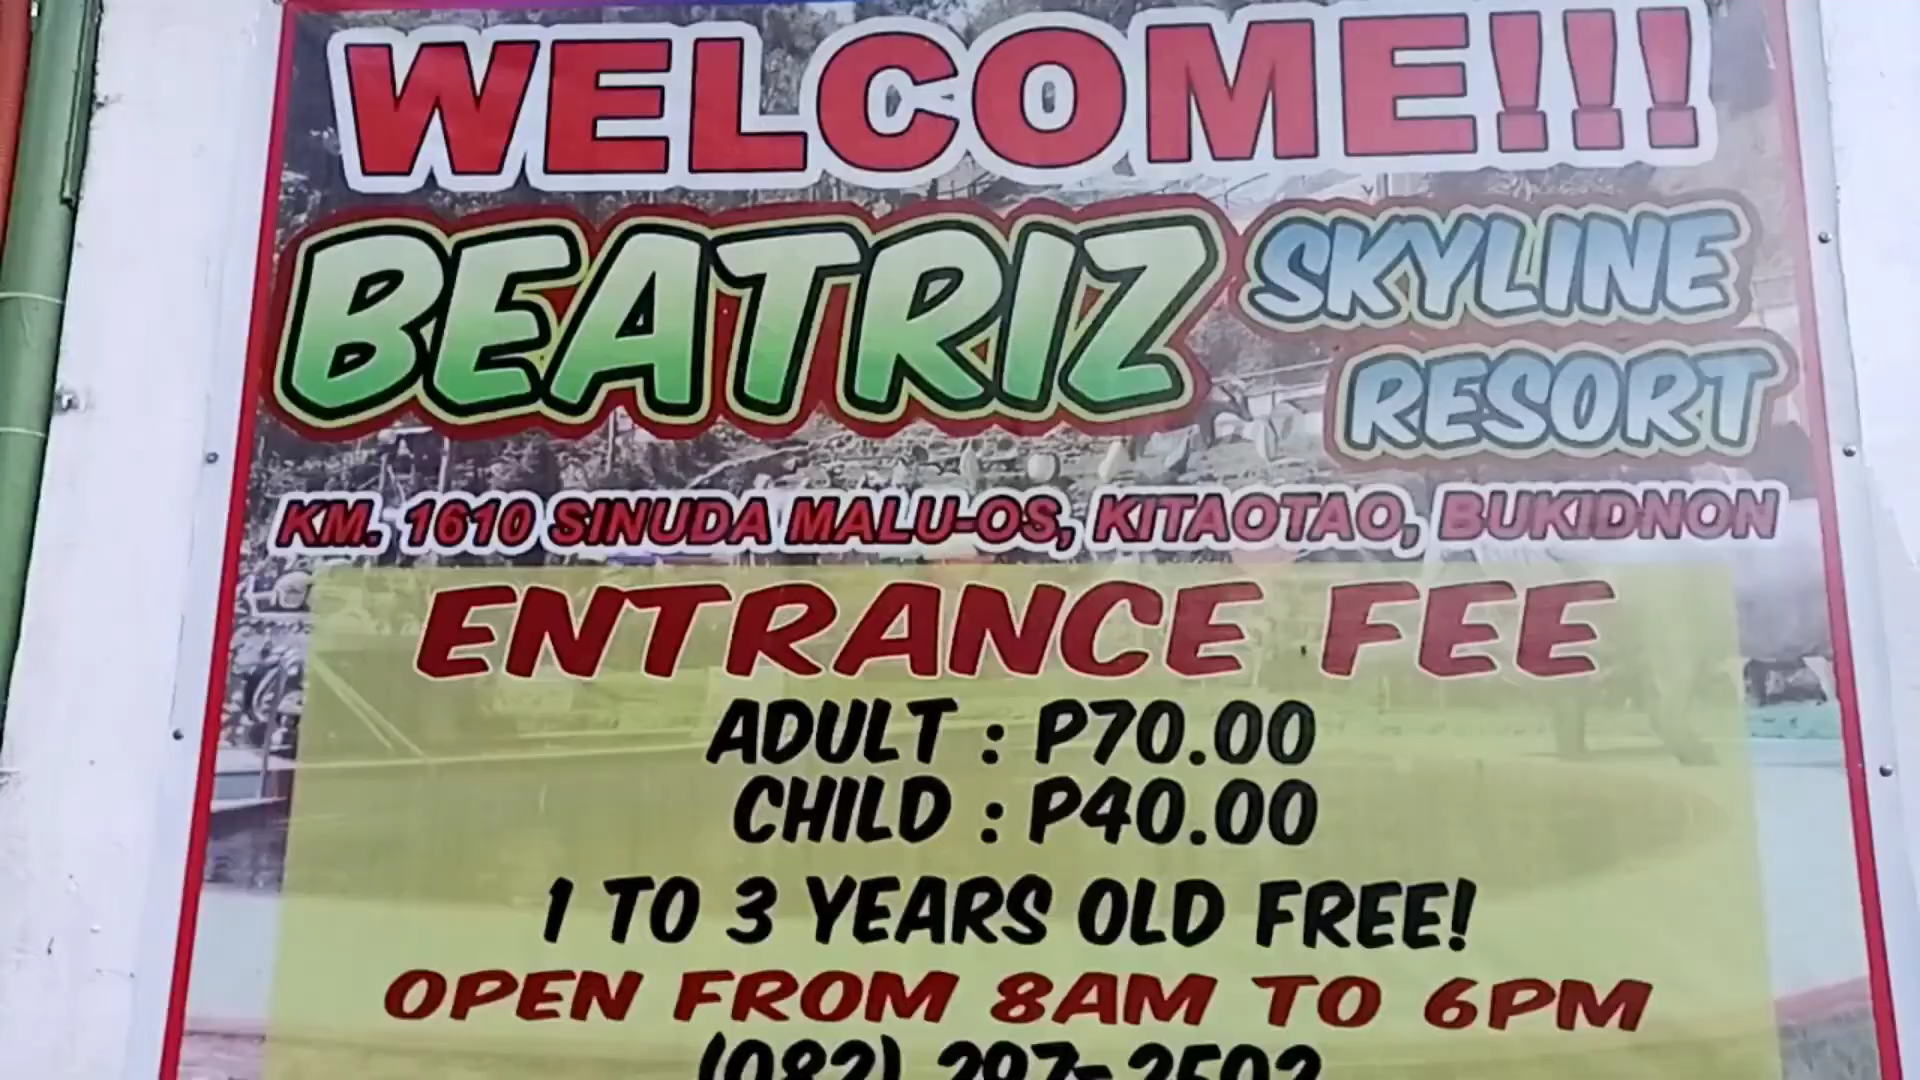 WELCOME!!!
BEATRIZ SKYLINE
RESORT
KM. 1610 SINUDA MALU-OS, KITAOTAO, BUKIDNON
ENTRANCE FEE
ADULT : P70.00
CHILD : P40.00
1 TO 3 YEARS OLD FREE!
OPEN FROM 8AM TO 6PM
(082)